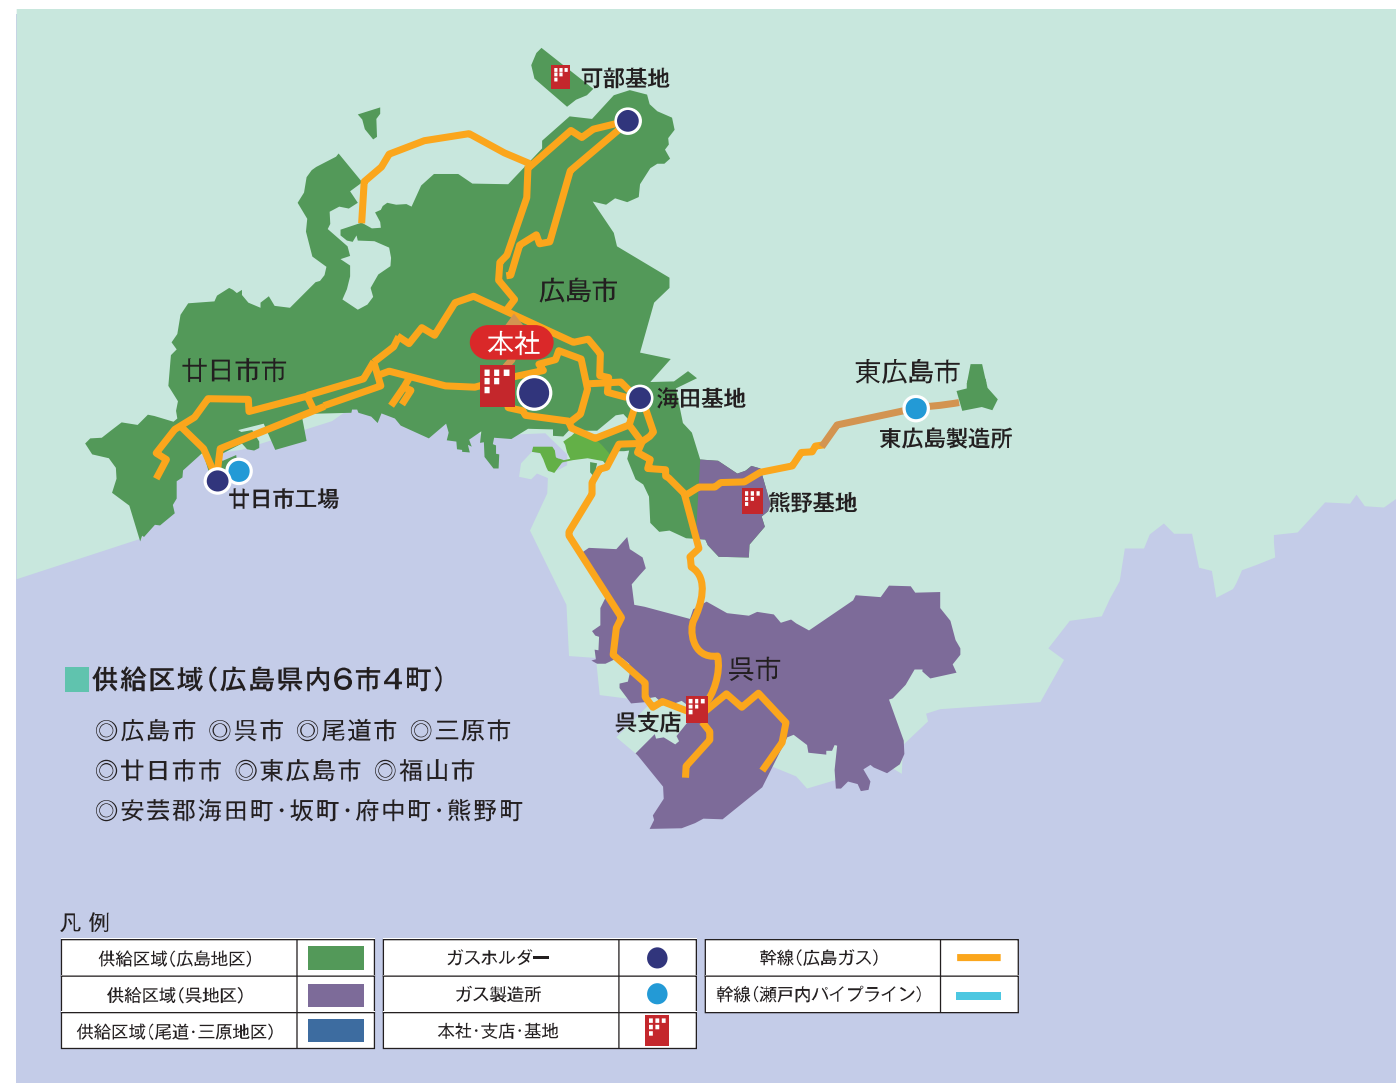 可部基地
広島市
本社
廿日市市
海田基地
東広島市
東広島製造所
廿日市工場
熊野基地
呉市
呉支店
供給区域(広島県内6市4町)
◎広島市 ◎呉市 ◎尾道市 ◎三原市
◎廿日市市 ◎東広島市 ◎福山市
◎安芸郡海田町・坂町・府中町・熊野町
凡例
供給区域(広島地区)
供給区域(呉地区)
供給区域(尾道・三原地区)
ガスホルダー
ガス製造所
本社・支店・基地
幹線(広島ガス)
幹線(瀬戸内パイプライン)